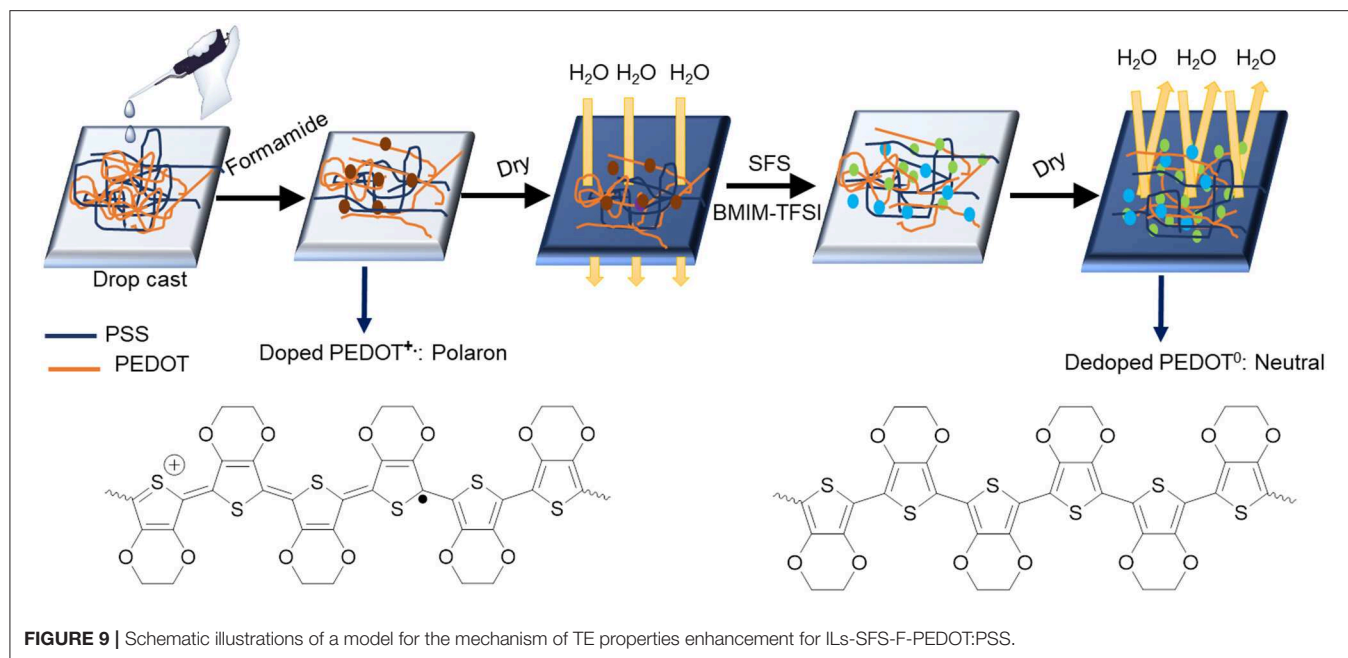 H₂O H₂O H₂O
H₂O H₂O H₂O
Formamide
Dry
SFS
BMIM-TFSI
Dry
Drop cast
PSS
PEDOT
Doped PEDOT⁺·: Polaron
Dedoped PEDOT⁰: Neutral
O O O O O O
S + S S S • S S
O O O O O O
O O O O O O
S S S S S S
O O O O O O
FIGURE 9 | Schematic illustrations of a model for the mechanism of TE properties enhancement for ILs-SFS-F-PEDOT:PSS.